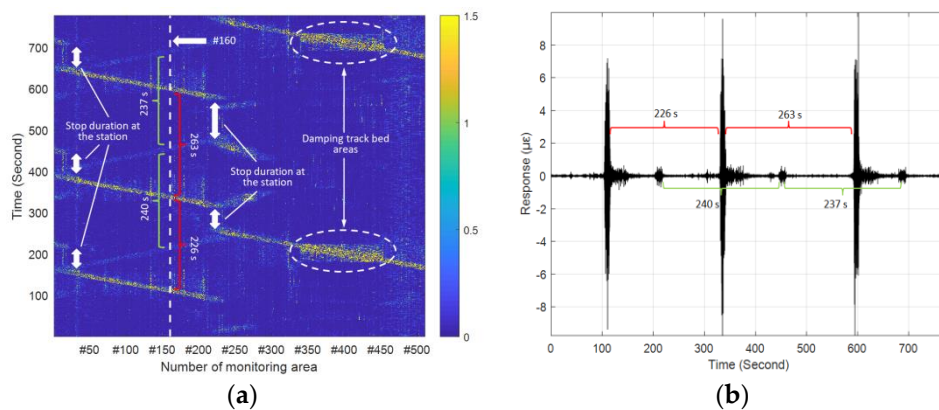 (a)
1.5
1
0.5
0
#160
700
600
500
400
300
200
100
Time (Second)
Stop duration at
the station
237 s
263 s
240 s
226 s
Stop duration
at the station
Damping track bed
areas
#50 #100 #150 #200 #250 #300 #350 #400 #450 #500
Number of monitoring area
(b)
8
6
4
2
0
-2
-4
-6
-8
Response (με)
226 s
263 s
240 s
237 s
0 100 200 300 400 500 600 700
Time (Second)
(a)
(b)